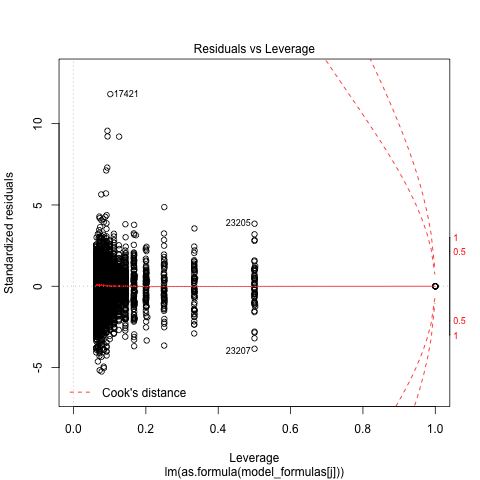 Residuals vs Leverage
Standardized residuals
10
5
0
-5
17421
23205
23207
1
0.5
0.5
1
Cook's distance
0.0 0.2 0.4 0.6 0.8 1.0
Leverage
lm(as.formula(model_formulas[j]))